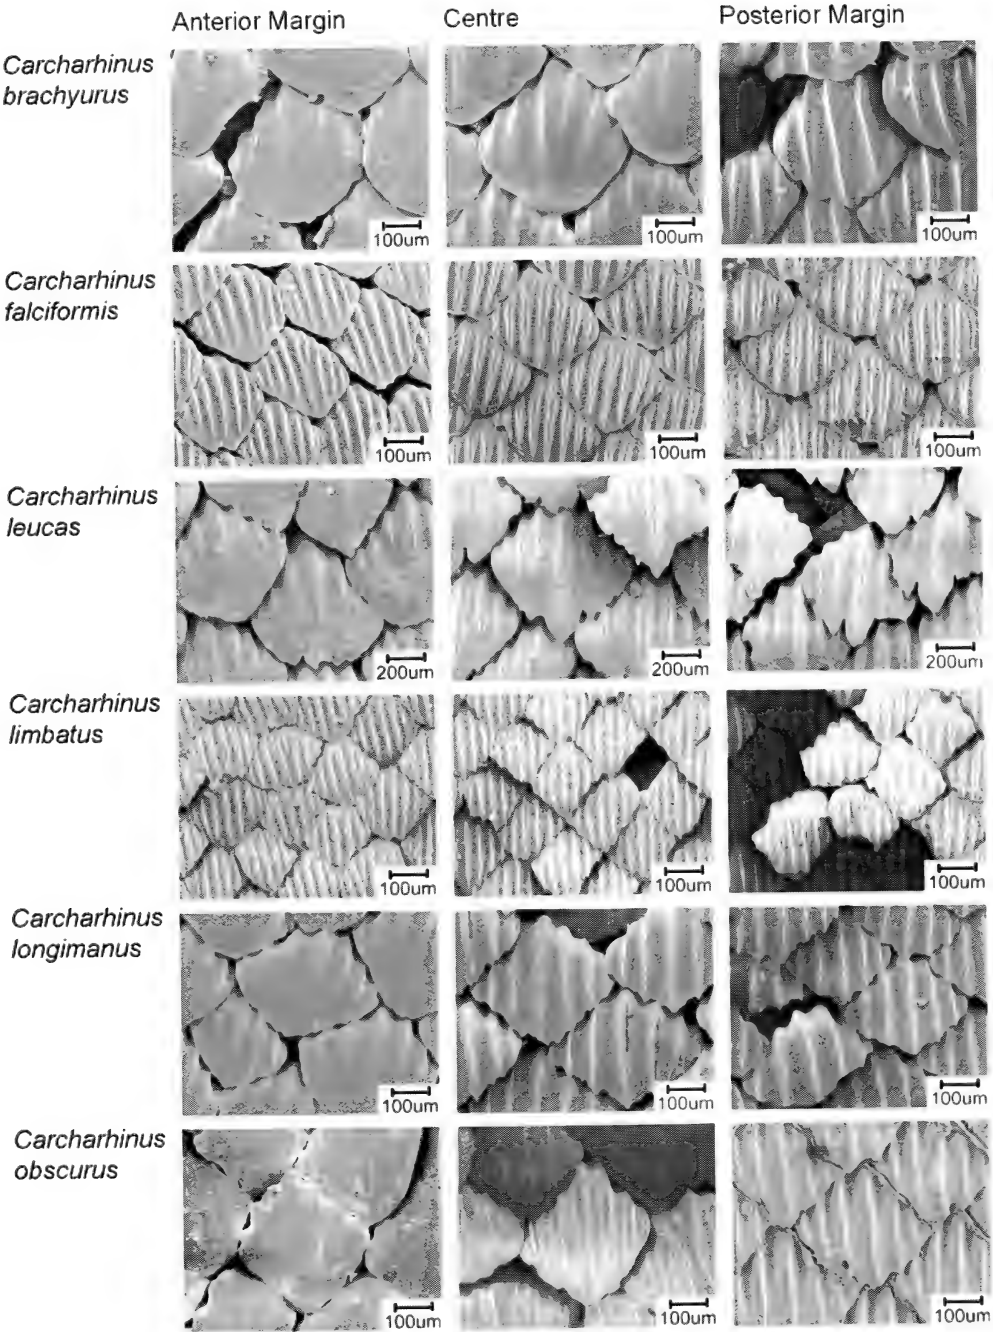 Anterior Margin Centre Posterior Margin
Carcharhinus
brachyurus
100um 100um 100um
Carcharhinus
falciformis
100um 100um 100um
Carcharhinus
leucas
200um 200um 200um
Carcharhinus
limbatus
100um 100um 100um
Carcharhinus
longimanus
100um 100um 100um
Carcharhinus
obscurus
100um 100um 100um